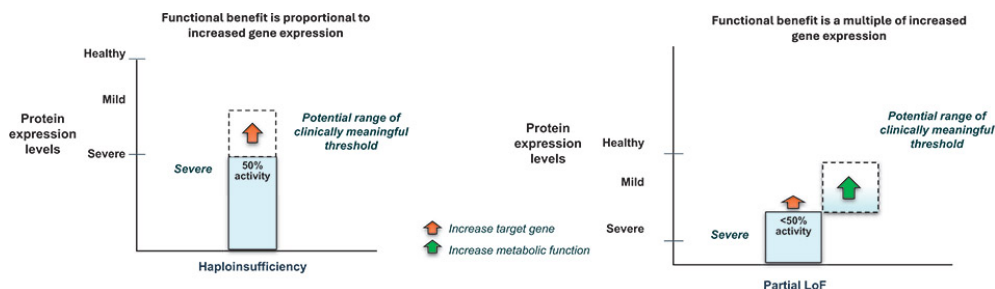 Functional benefit is proportional to
increased gene expression
Healthy
Mild
Protein
expression
levels
Severe
Severe
50%
activity
Potential range of
clinically meaningful
threshold
Haploinsufficiency
Increase target gene
Increase metabolic function
Functional benefit is a multiple of increased
gene expression
Protein
expression
levels
Healthy
Mild
Severe
Severe
<50%
activity
Potential range of
clinically meaningful
threshold
Partial LoF